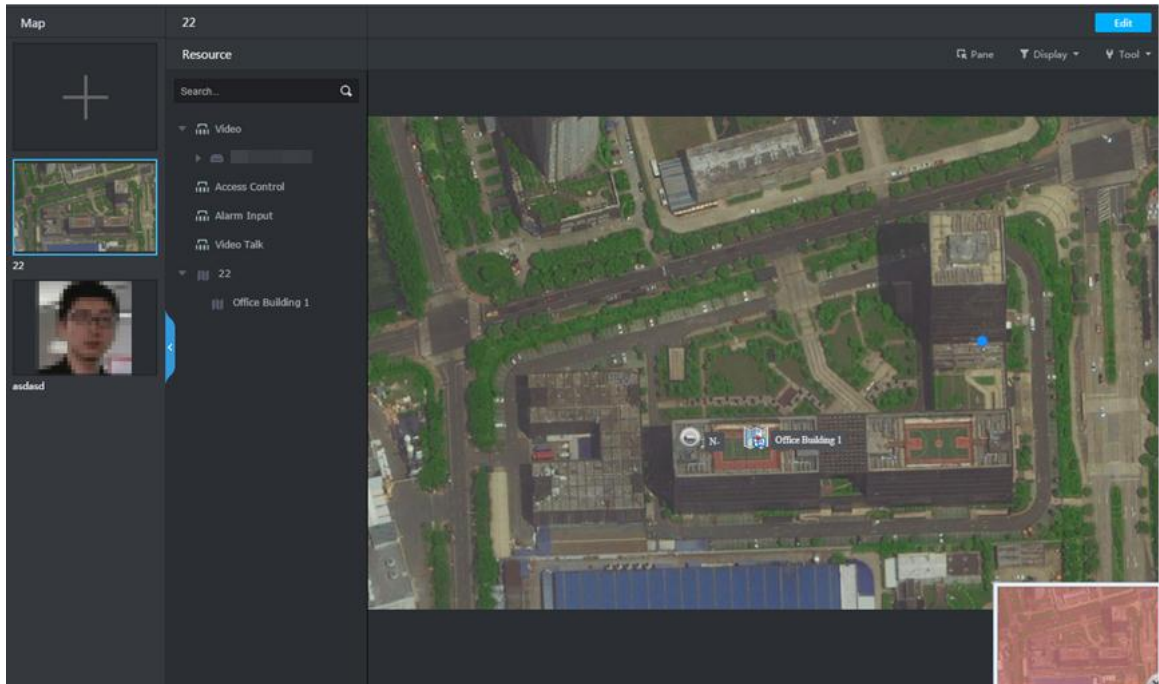 Map
22
Edit
Resource
Pane
Display
Tool
Search...
Video
Access Control
Alarm Input
Video Talk
22
Office Building 1
22
asdasd
N-
Office Building 1